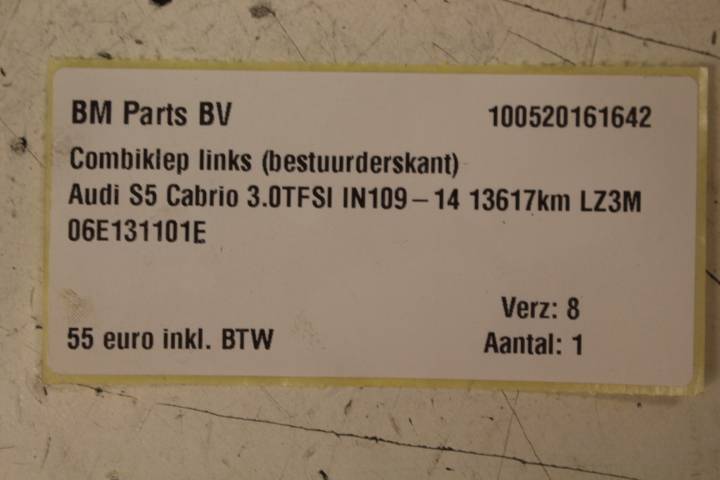 BM Parts BV 100520161642
Combiklep links (bestuurderskant)
Audi S5 Cabrio 3.0TFSI IN109-14 13617km LZ3M
06E131101E
Verz: 8
55 euro inkl. BTW Aantal: 1